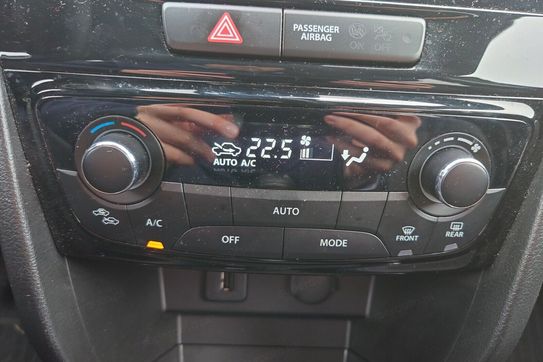 PASSENGER
AIRBAG
ON OFF
AUTO A/C 22.5
A/C
AUTO
OFF
MODE
FRONT
REAR